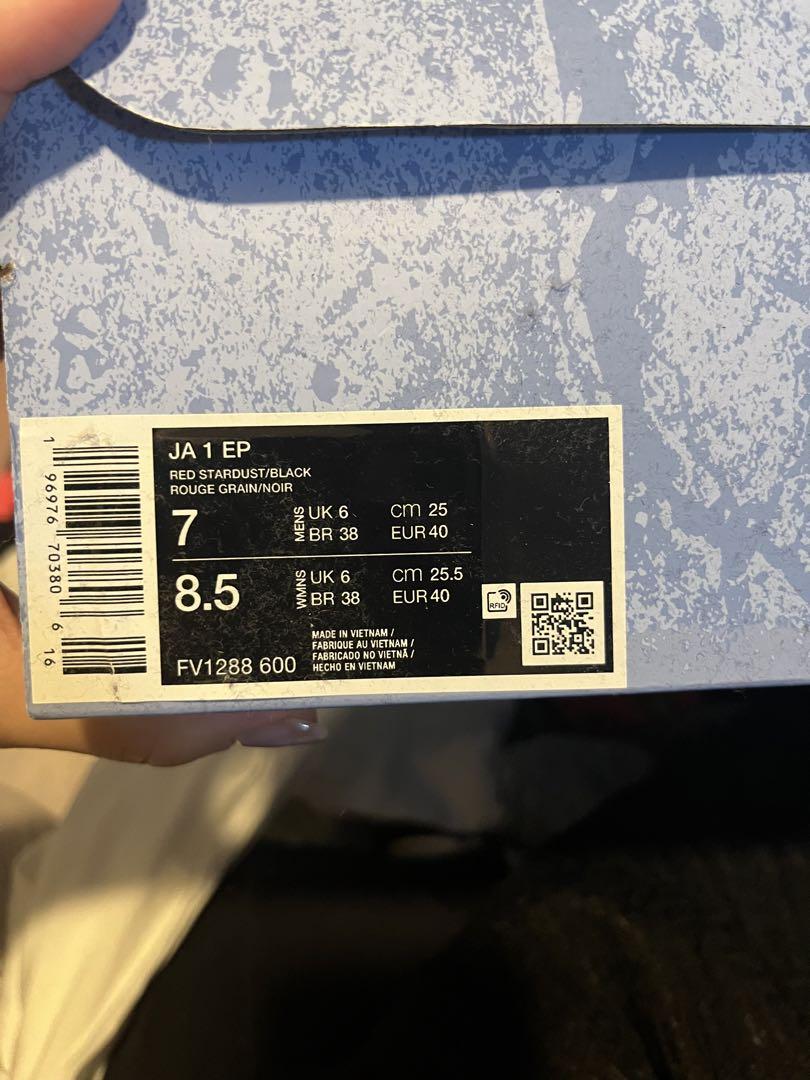 1 96976 70380 6 16
JA 1 EP
RED STARDUST/BLACK
ROUGE GRAIN/NOIR
7 MENS UK 6 cm 25
BR 38 EUR 40
8.5 WMNS UK 6 cm 25.5
BR 38 EUR 40
RFID
FV1288 600
MADE IN VIETNAM /
FABRIQUE AU VIETNAM /
FABRICADO NO VIETNÃ /
HECHO EN VIETNAM